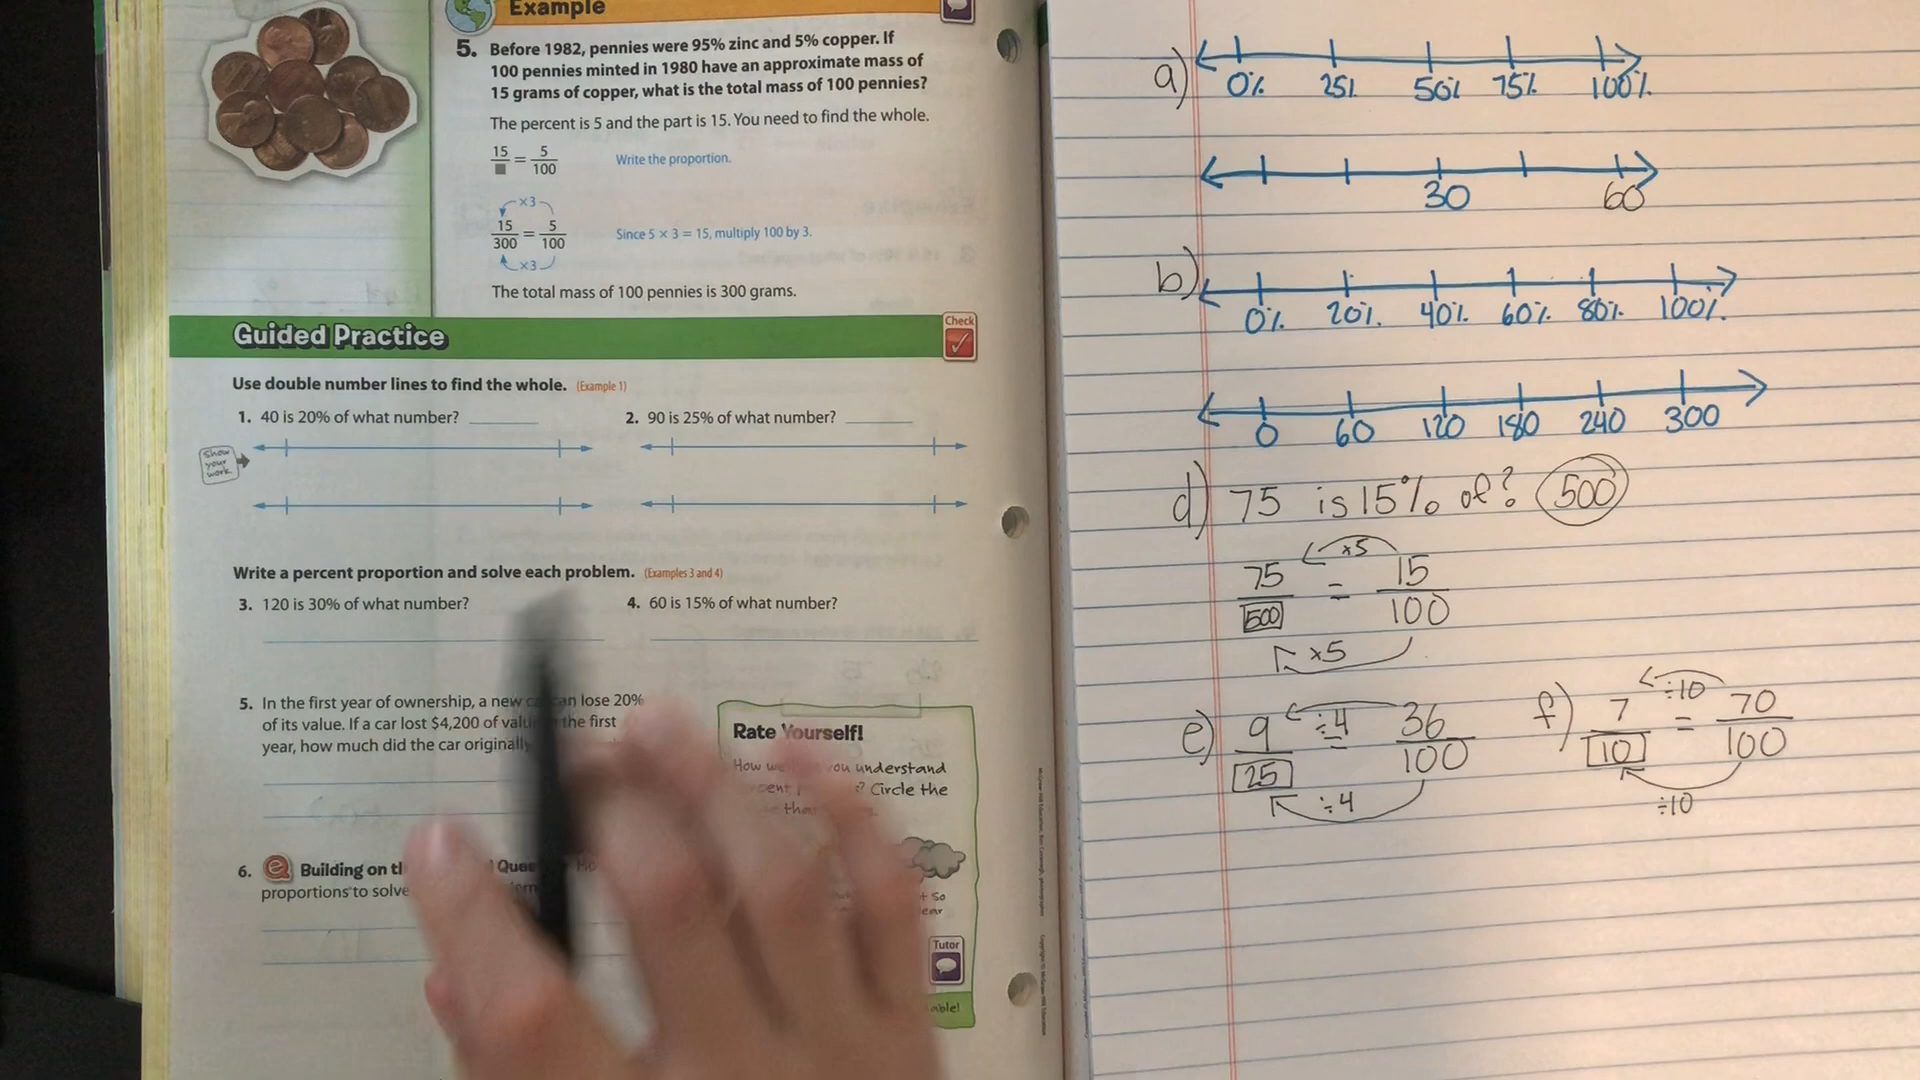 Example
5. Before 1982, pennies were 95% zinc and 5% copper. If
100 pennies minted in 1980 have an approximate mass of
15 grams of copper, what is the total mass of 100 pennies?
The percent is 5 and the part is 15. You need to find the whole.
15/■ = 5/100 Write the proportion.
×3
15/300 = 5/100 Since 5 × 3 = 15, multiply 100 by 3.
×3
The total mass of 100 pennies is 300 grams.
Guided Practice
Check
Use double number lines to find the whole. (Example 1)
1. 40 is 20% of what number?
2. 90 is 25% of what number?
Show
your
work.
Write a percent proportion and solve each problem. (Examples 3 and 4)
3. 120 is 30% of what number?
4. 60 is 15% of what number?
5. In the first year of ownership, a new can lose 20%
of its value. If a car lost $4,200 of the first
year, how much did the car
6. Building on
proportions to solve
Rate Yourself!
you understand
Circle the
Tutor
a) 0% 25% 50% 75% 100%
30 60
b) 0% 20% 40% 60% 80% 100%
0 60 120 180 240 300
d) 75 is 15% of? 500
×5
75/500 = 15/100
×5
e) 9/25 = 36/100
÷4
÷4
f) 7/10 = 70/100
÷10
÷10